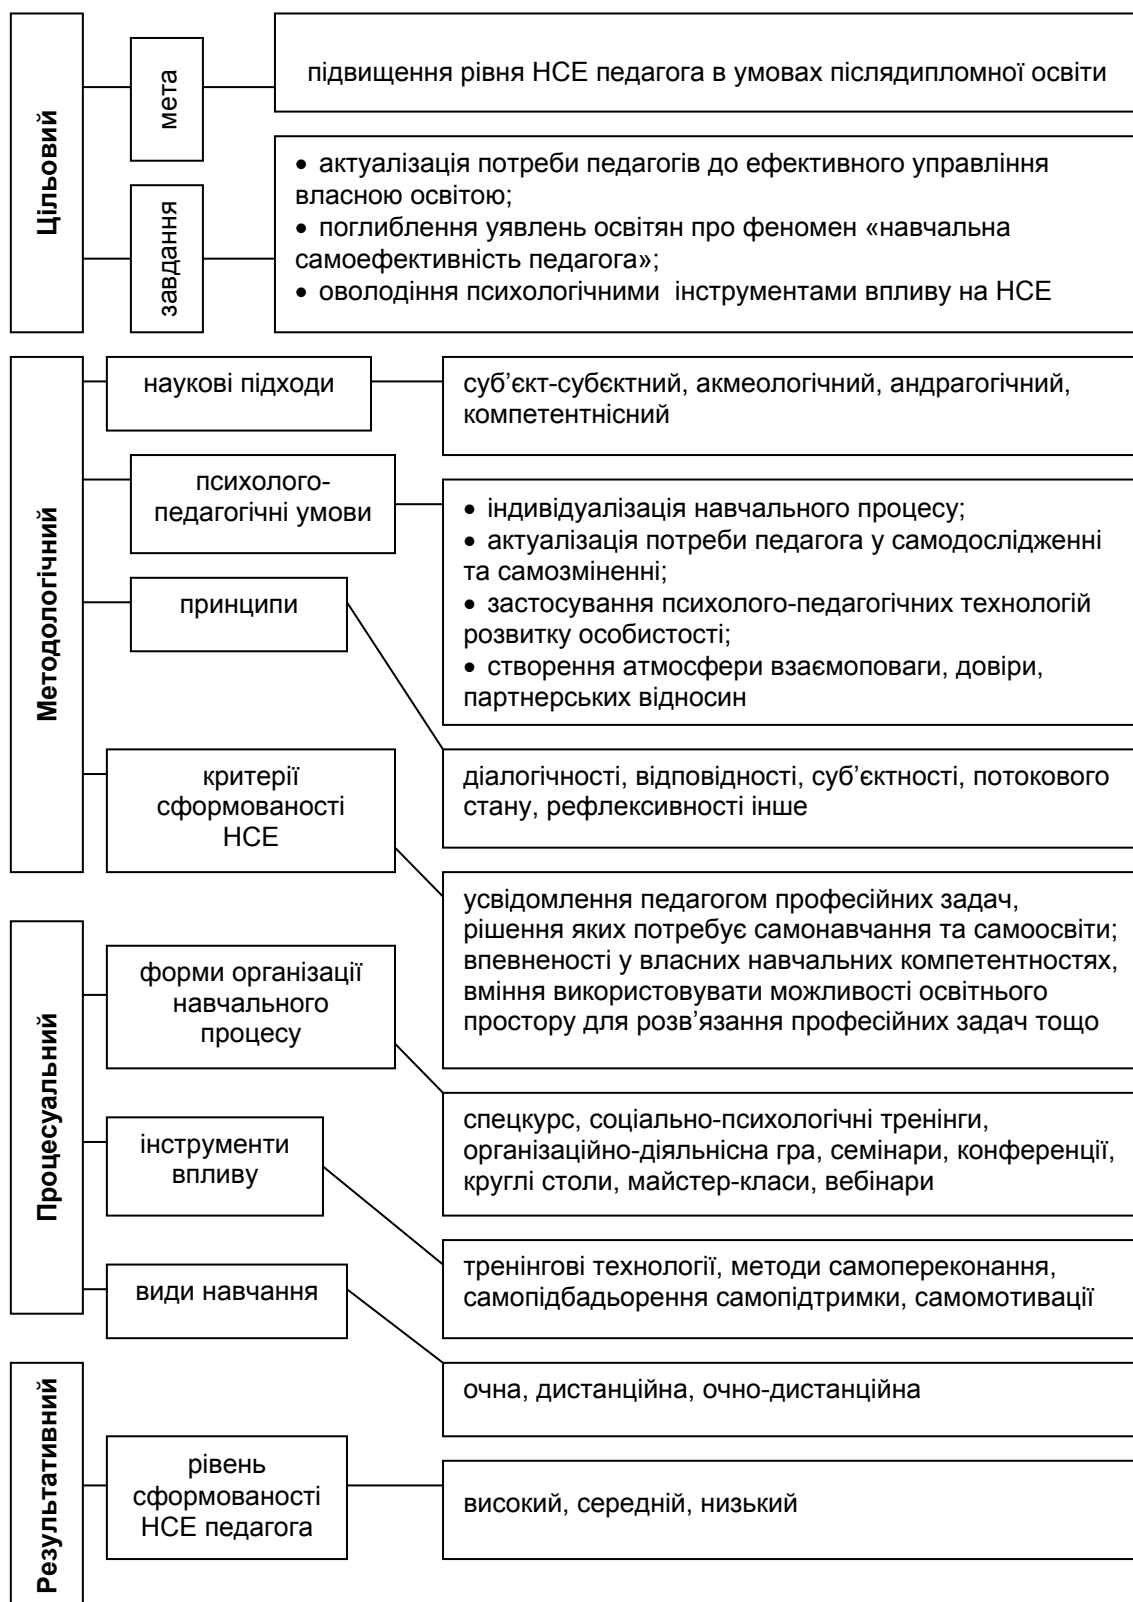 Цільовий
мета
підвищення рівня НСЕ педагога в умовах післядипломної освіти
завдання
• актуалізація потреби педагогів до ефективного управління
власною освітою;
• поглиблення уявлень освітян про феномен «навчальна
самоефективність педагога»;
• оволодіння психологічними інструментами впливу на НСЕ
Методологічний
наукові підходи
суб’єкт-субєктний, акмеологічний, андрагогічний,
компетентнісний
психолого-
педагогічні умови
• індивідуалізація навчального процесу;
• актуалізація потреби педагога у самодослідженні
та самозміненні;
• застосування психолого-педагогічних технологій
розвитку особистості;
• створення атмосфери взаємоповаги, довіри,
партнерських відносин
принципи
діалогічності, відповідності, суб’єктності, потокового
стану, рефлексивності інше
критерії
сформованості
НСЕ
усвідомлення педагогом професійних задач,
рішення яких потребує самонавчання та самоосвіти;
впевненості у власних навчальних компетентностях,
вміння використовувати можливості освітнього
простору для розв’язання професійних задач тощо
Процесуальний
форми організації
навчального
процесу
спецкурс, соціально-психологічні тренінги,
організаційно-діяльнісна гра, семінари, конференції,
круглі столи, майстер-класи, вебінари
інструменти
впливу
тренінгові технології, методи самопереконання,
самопідбадьорення самопідтримки, самомотивації
види навчання
очна, дистанційна, очно-дистанційна
Результативний
рівень
сформованості
НСЕ педагога
високий, середній, низький